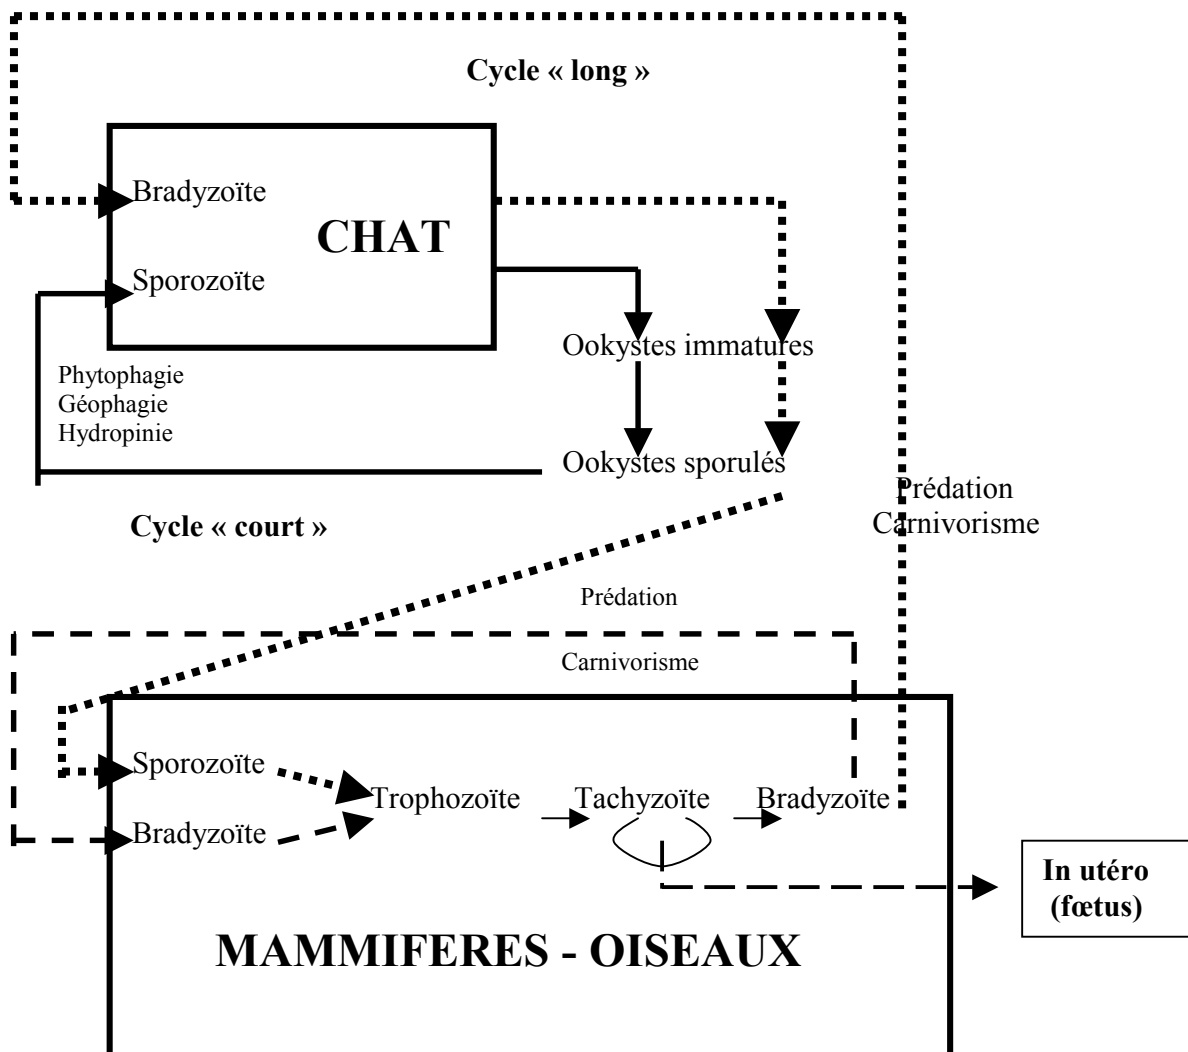 Cycle « long »
Bradyzoïte
CHAT
Sporozoïte
Ookystes immatures
Phytophagie
Géophagie
Hydropinie
Ookystes sporulés
Prédation
Carnivorisme
Cycle « court »
Prédation
Carnivorisme
Sporozoïte
Trophozoïte
Tachyzoïte
Bradyzoïte
Bradyzoïte
In utéro
(fœtus)
MAMMIFERES - OISEAUX